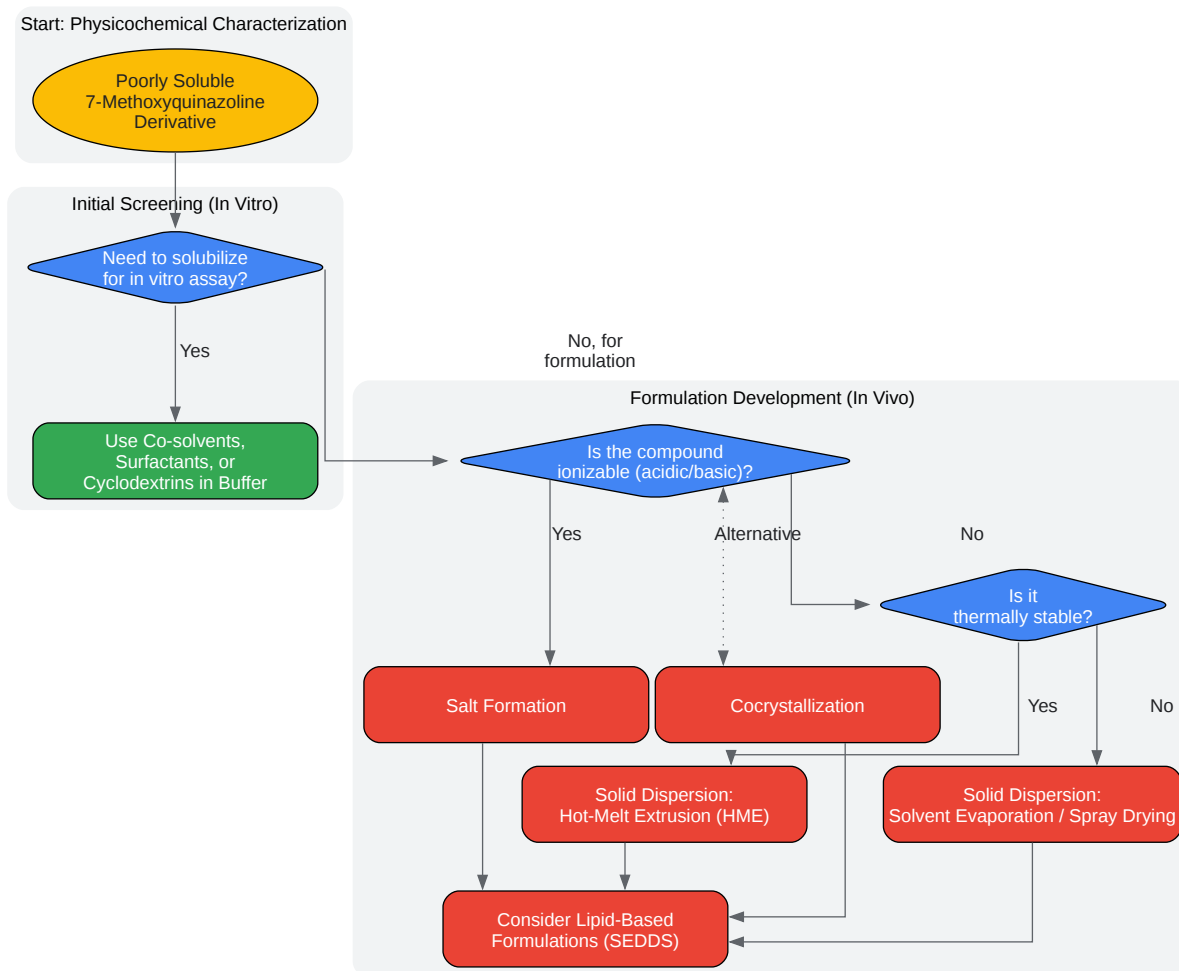 Start: Physicochemical Characterization
Poorly Soluble
7-Methoxyquinazoline
Derivative
Initial Screening (In Vitro)
Need to solubilize
for in vitro assay?
Yes
No, for
formulation
Use Co-solvents,
Surfactants, or
Cyclodextrins in Buffer
Formulation Development (In Vivo)
Is the compound
ionizable (acidic/basic)?
Yes
Alternative
No
Is it
thermally stable?
Salt Formation
Cocrystallization
Yes
No
Solid Dispersion:
Hot-Melt Extrusion (HME)
Solid Dispersion:
Solvent Evaporation / Spray Drying
Consider Lipid-Based
Formulations (SEDDS)